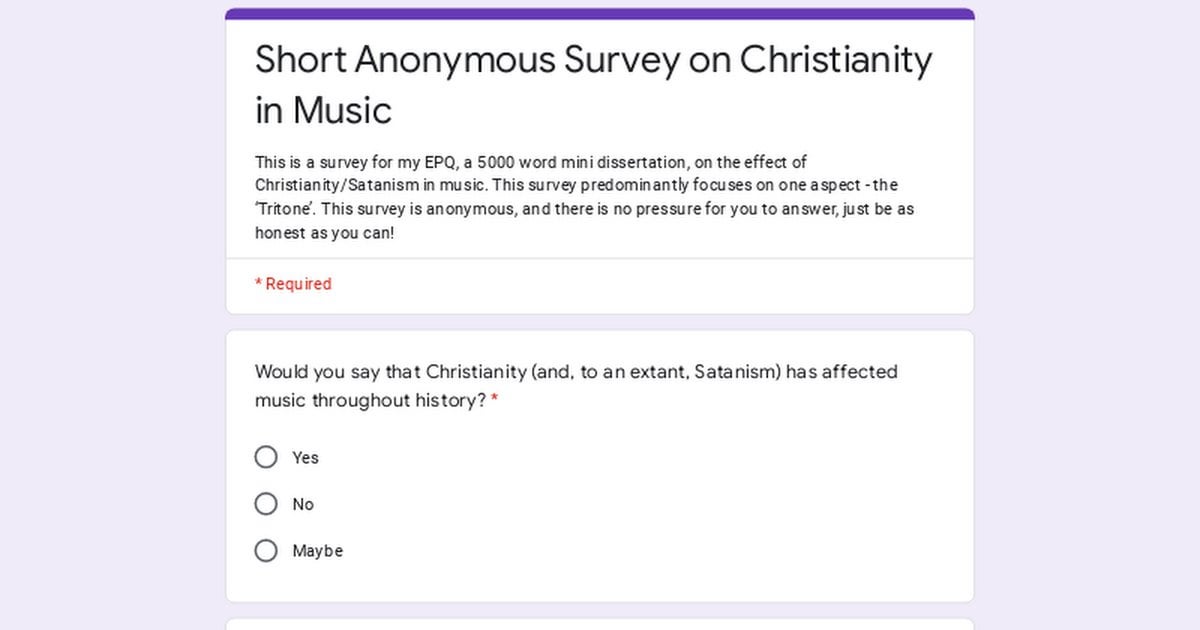 Short Anonymous Survey on Christianity
in Music
This is a survey for my EPQ, a 5000 word mini dissertation, on the effect of
Christianity/Satanism in music. This survey predominantly focuses on one aspect - the
‘Tritone’. This survey is anonymous, and there is no pressure for you to answer, just be as
honest as you can!
* Required
Would you say that Christianity (and, to an extant, Satanism) has affected
music throughout history? *
Yes
No
Maybe